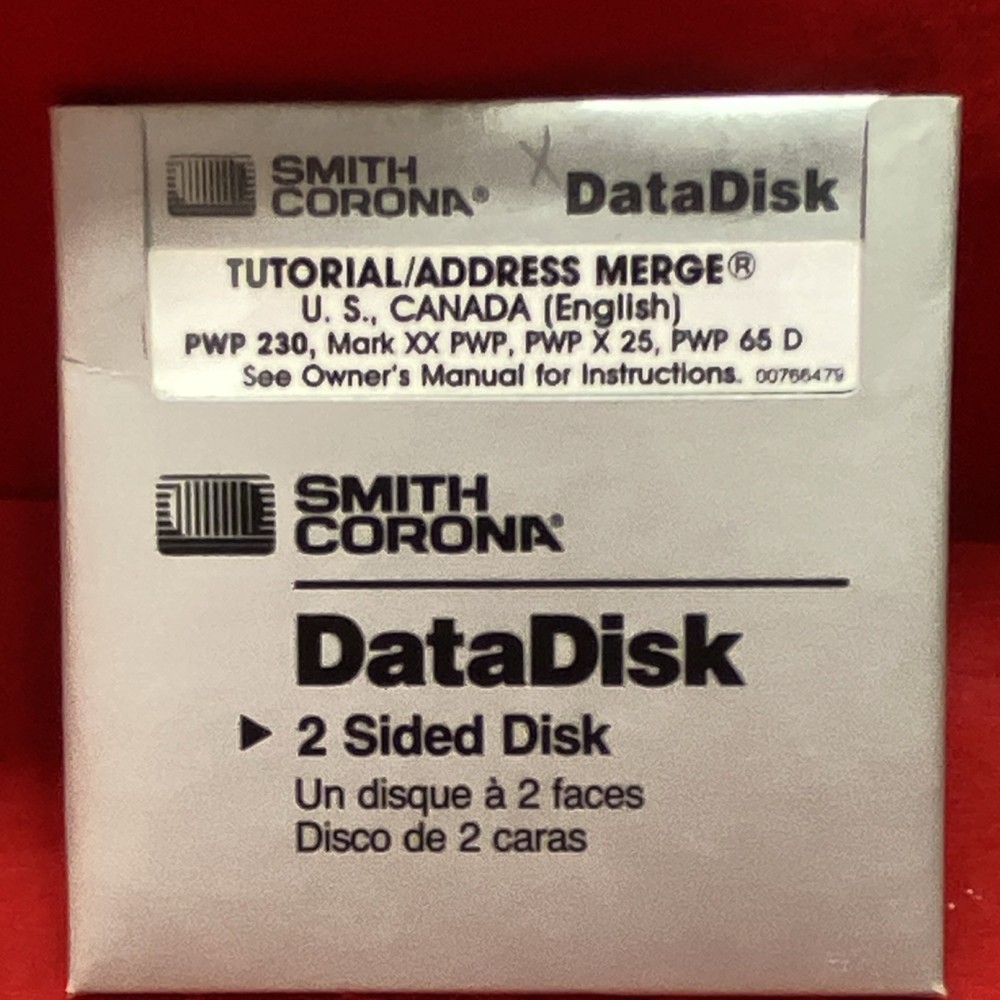 SMITH CORONA® X DataDisk
TUTORIAL/ADDRESS MERGE®
U. S., CANADA (English)
PWP 230, Mark XX PWP, PWP X 25, PWP 65 D
See Owner's Manual for Instructions. 00766479
SMITH
CORONA®
DataDisk
▶ 2 Sided Disk
Un disque à 2 faces
Disco de 2 caras